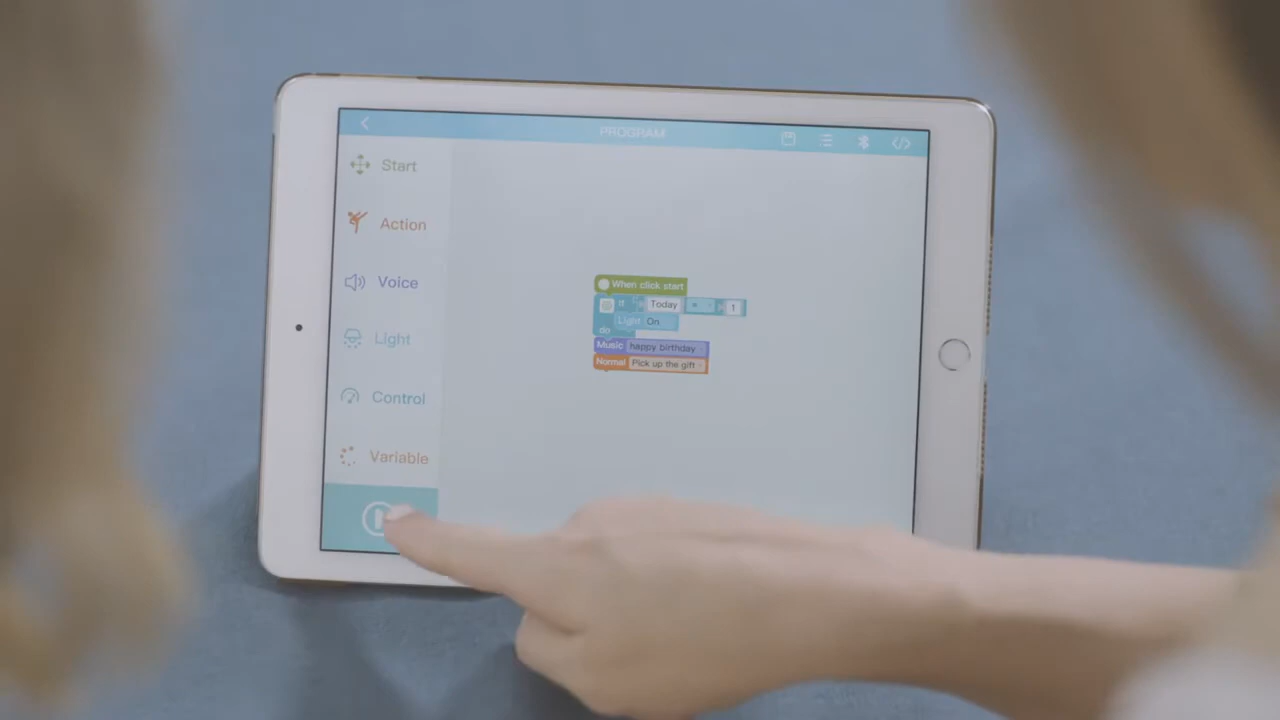 PROGRAM
Start
Action
Voice
Light
Control
Variable
When click start
If Today = 1
Light On
do
Music happy birthday
Normal Pick up the gift